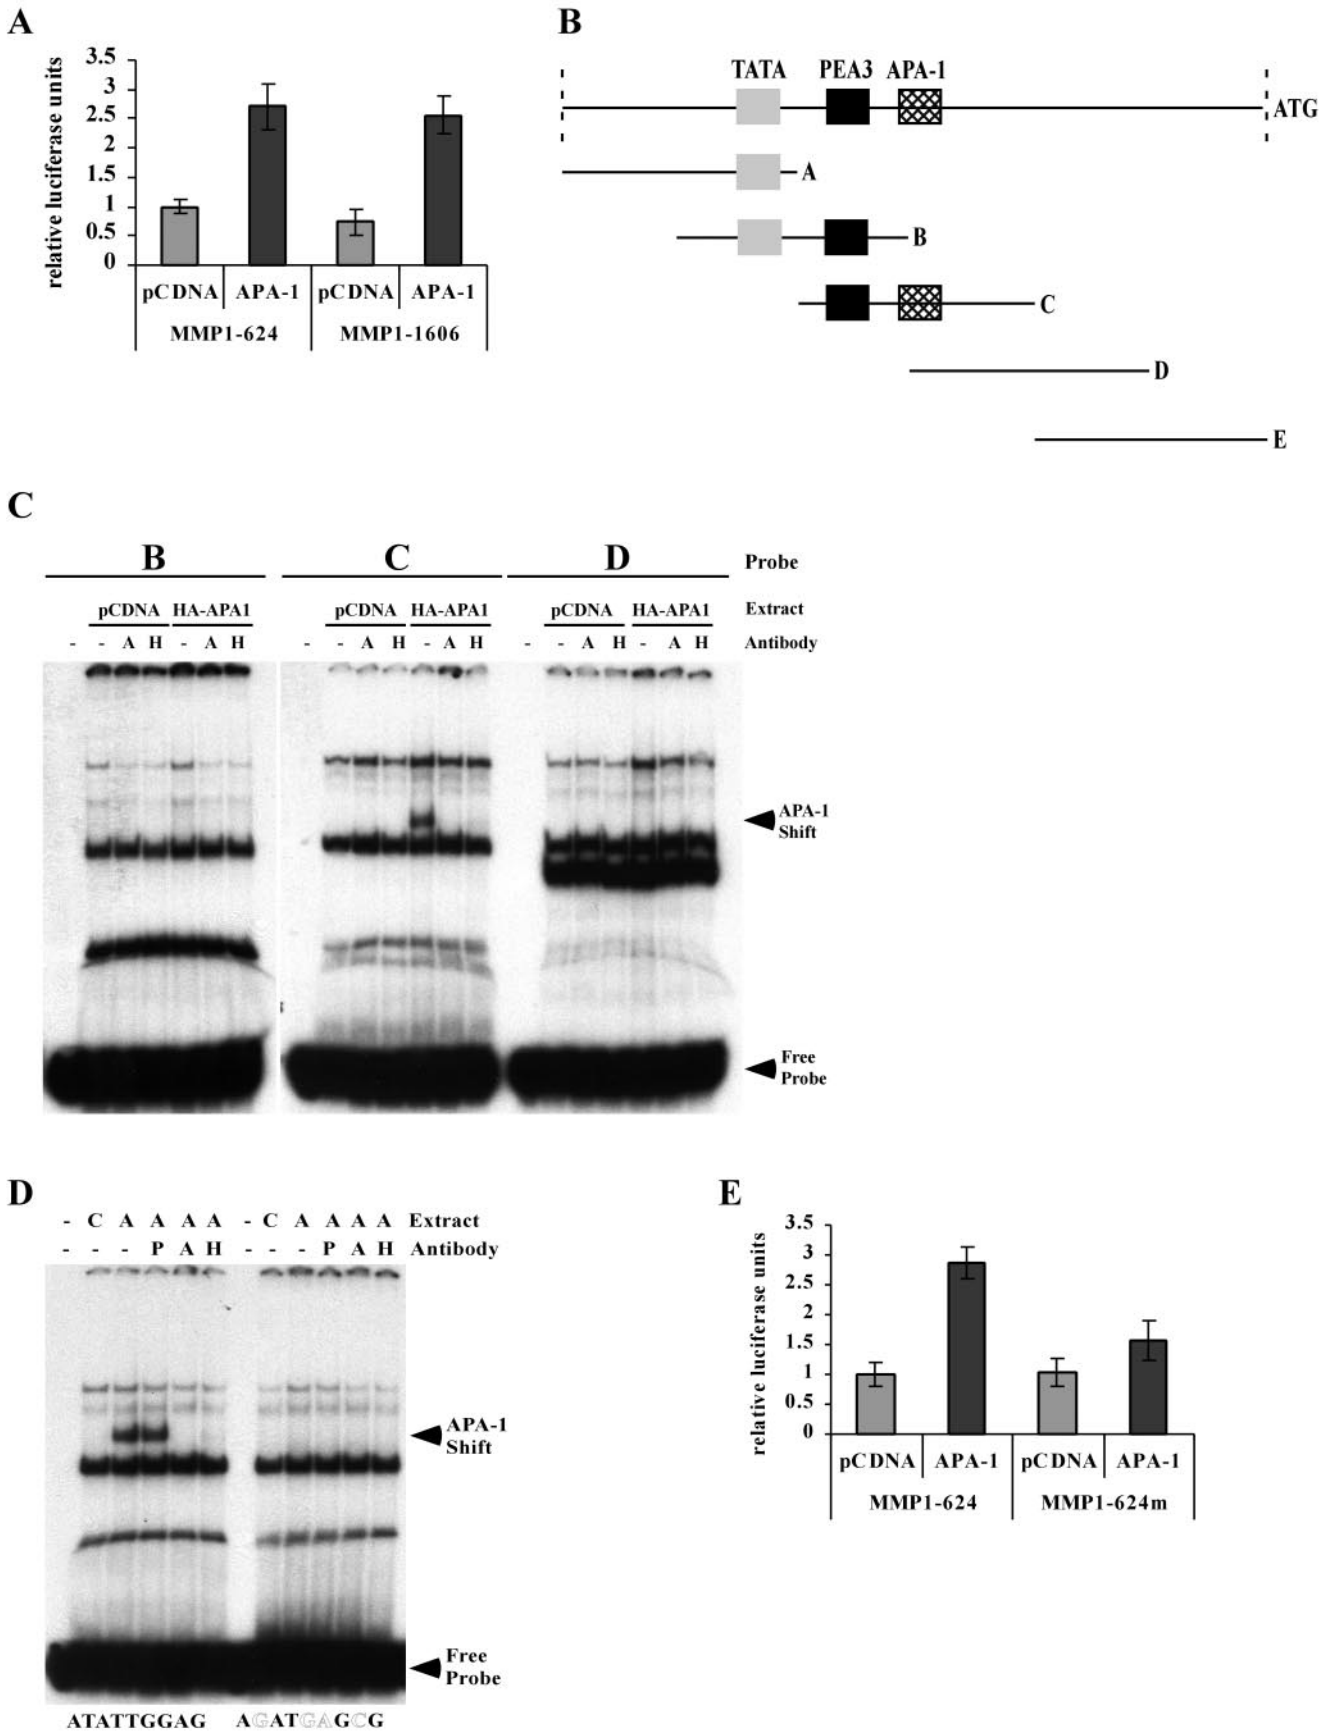 A
relative luciferase units
3.5
3
2.5
2
1.5
1
0.5
0
pCDNA APA-1 pCDNA APA-1
MMP1-624 MMP1-1606
B
TATA PEA3 APA-1
ATG
A
B
C
D
E
C
B C D Probe
pCDNA HA-APA1 pCDNA HA-APA1 pCDNA HA-APA1 Extract
- - A H - A H - - A H - A H - - A H - A H Antibody
APA-1
Shift
Free
Probe
D
- C A A A A - C A A A A Extract
- - - P A H - - - P A H Antibody
APA-1
Shift
Free
Probe
ATATTGGAG AGATGAGCG
E
relative luciferase units
3.5
3
2.5
2
1.5
1
0.5
0
pCDNA APA-1 pCDNA APA-1
MMP1-624 MMP1-624m